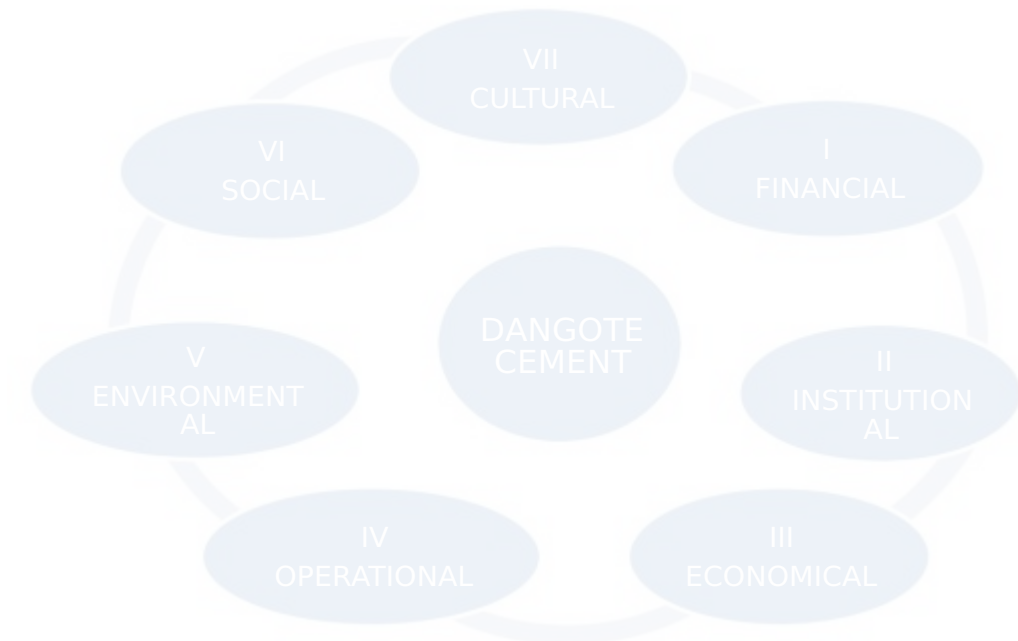 VII
CULTURAL
VI
SOCIAL
I
FINANCIAL
DANGOTE
CEMENT
V
ENVIRONMENT
AL
II
INSTITUTION
AL
IV
OPERATIONAL
III
ECONOMICAL